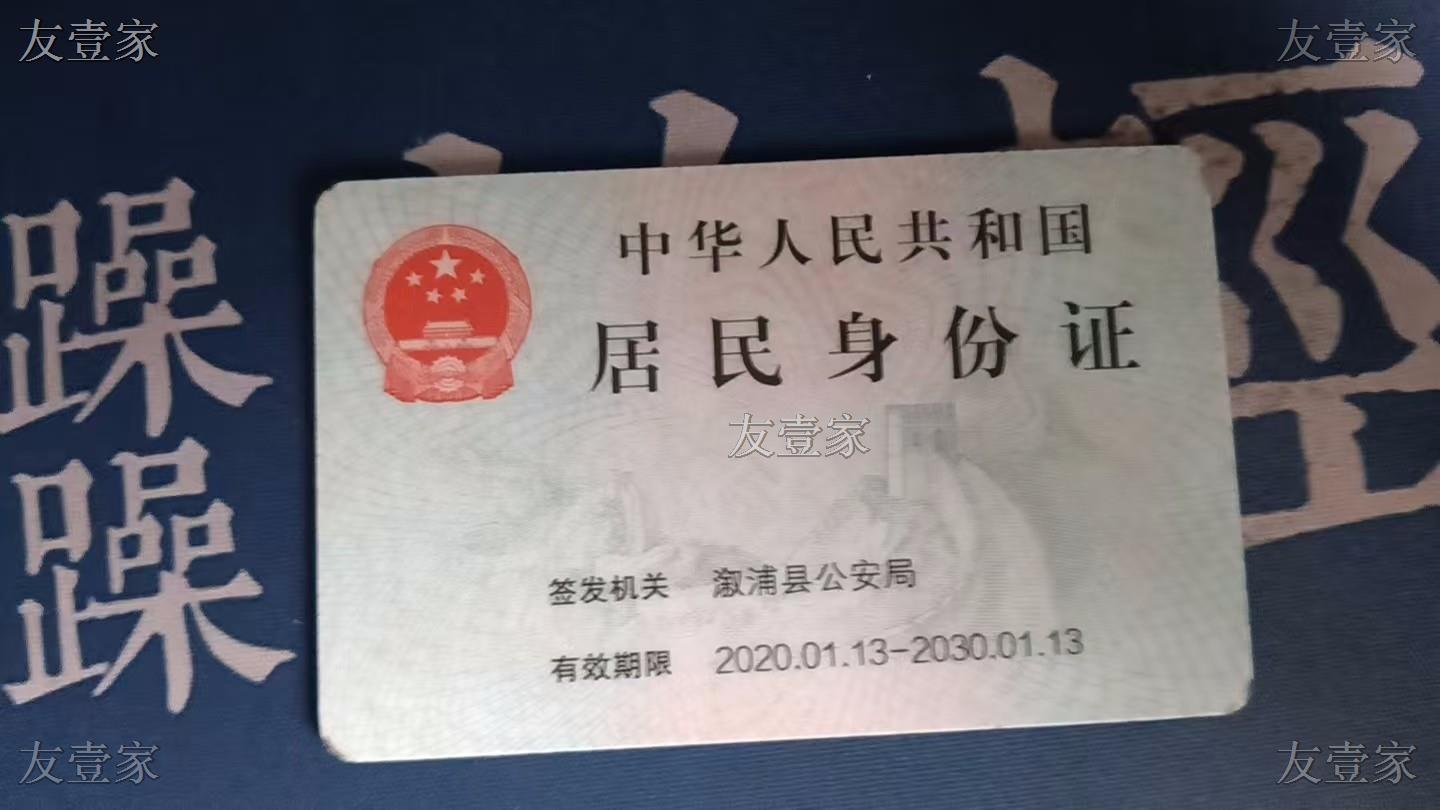 友壹家 友壹家
中华人民共和国
居民身份证
友壹家
签发机关 溆浦县公安局
有效期限 2020.01.13-2030.01.13
躁
躁
友壹家 友壹家